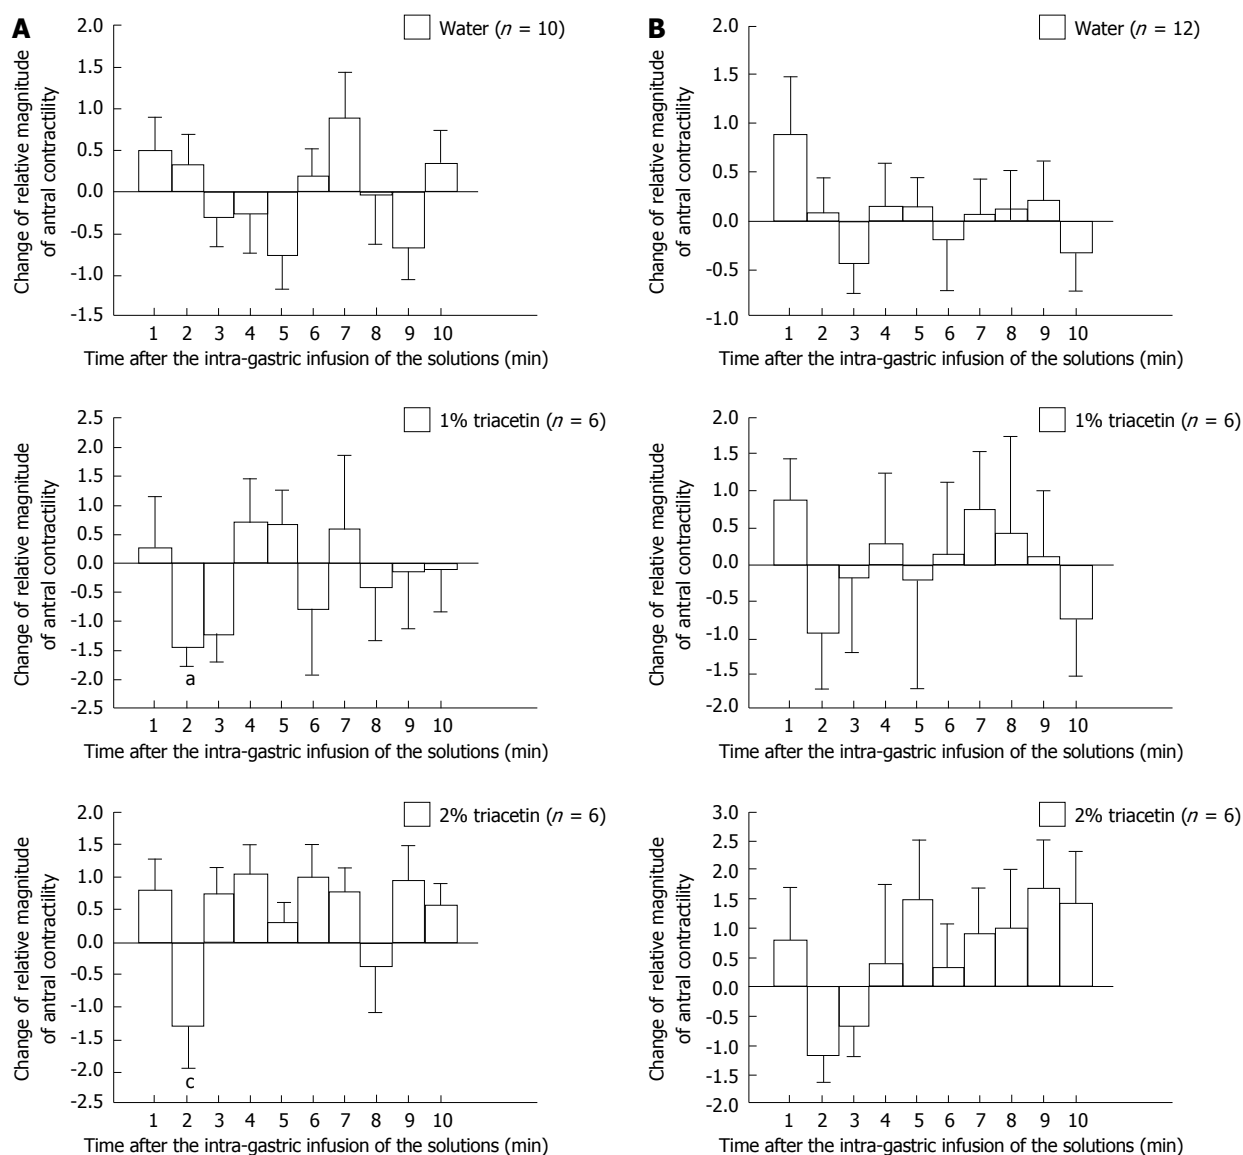 A
Water (n = 10)
Change of relative magnitude
of antral contractility
2.0
1.5
1.0
0.5
0.0
-0.5
-1.0
-1.5
1 2 3 4 5 6 7 8 9 10
Time after the intra-gastric infusion of the solutions (min)
B
Water (n = 12)
Change of relative magnitude
of antral contractility
2.0
1.5
1.0
0.5
0.0
-0.5
-1.0
1 2 3 4 5 6 7 8 9 10
Time after the intra-gastric infusion of the solutions (min)
1% triacetin (n = 6)
Change of relative magnitude
of antral contractility
2.5
2.0
1.5
1.0
0.5
0.0
-0.5
-1.0
-1.5
-2.0
-2.5
a
1 2 3 4 5 6 7 8 9 10
Time after the intra-gastric infusion of the solutions (min)
1% triacetin (n = 6)
Change of relative magnitude
of antral contractility
2.0
1.5
1.0
0.5
0.0
-0.5
-1.0
-1.5
-2.0
1 2 3 4 5 6 7 8 9 10
Time after the intra-gastric infusion of the solutions (min)
2% triacetin (n = 6)
Change of relative magnitude
of antral contractility
2.0
1.5
1.0
0.5
0.0
-0.5
-1.0
-1.5
-2.0
-2.5
c
1 2 3 4 5 6 7 8 9 10
Time after the intra-gastric infusion of the solutions (min)
2% triacetin (n = 6)
Change of relative magnitude
of antral contractility
3.0
2.5
2.0
1.5
1.0
0.5
0.0
-0.5
-1.0
-1.5
-2.0
1 2 3 4 5 6 7 8 9 10
Time after the intra-gastric infusion of the solutions (min)